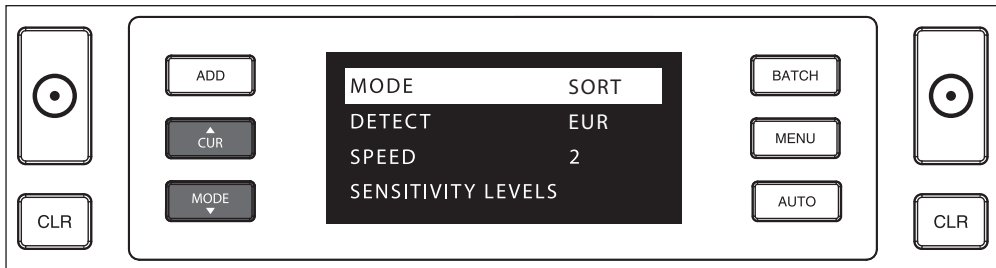 ADD
CUR
MODE
CLR
MODE SORT
DETECT EUR
SPEED 2
SENSITIVITY LEVELS
BATCH
MENU
AUTO
CLR